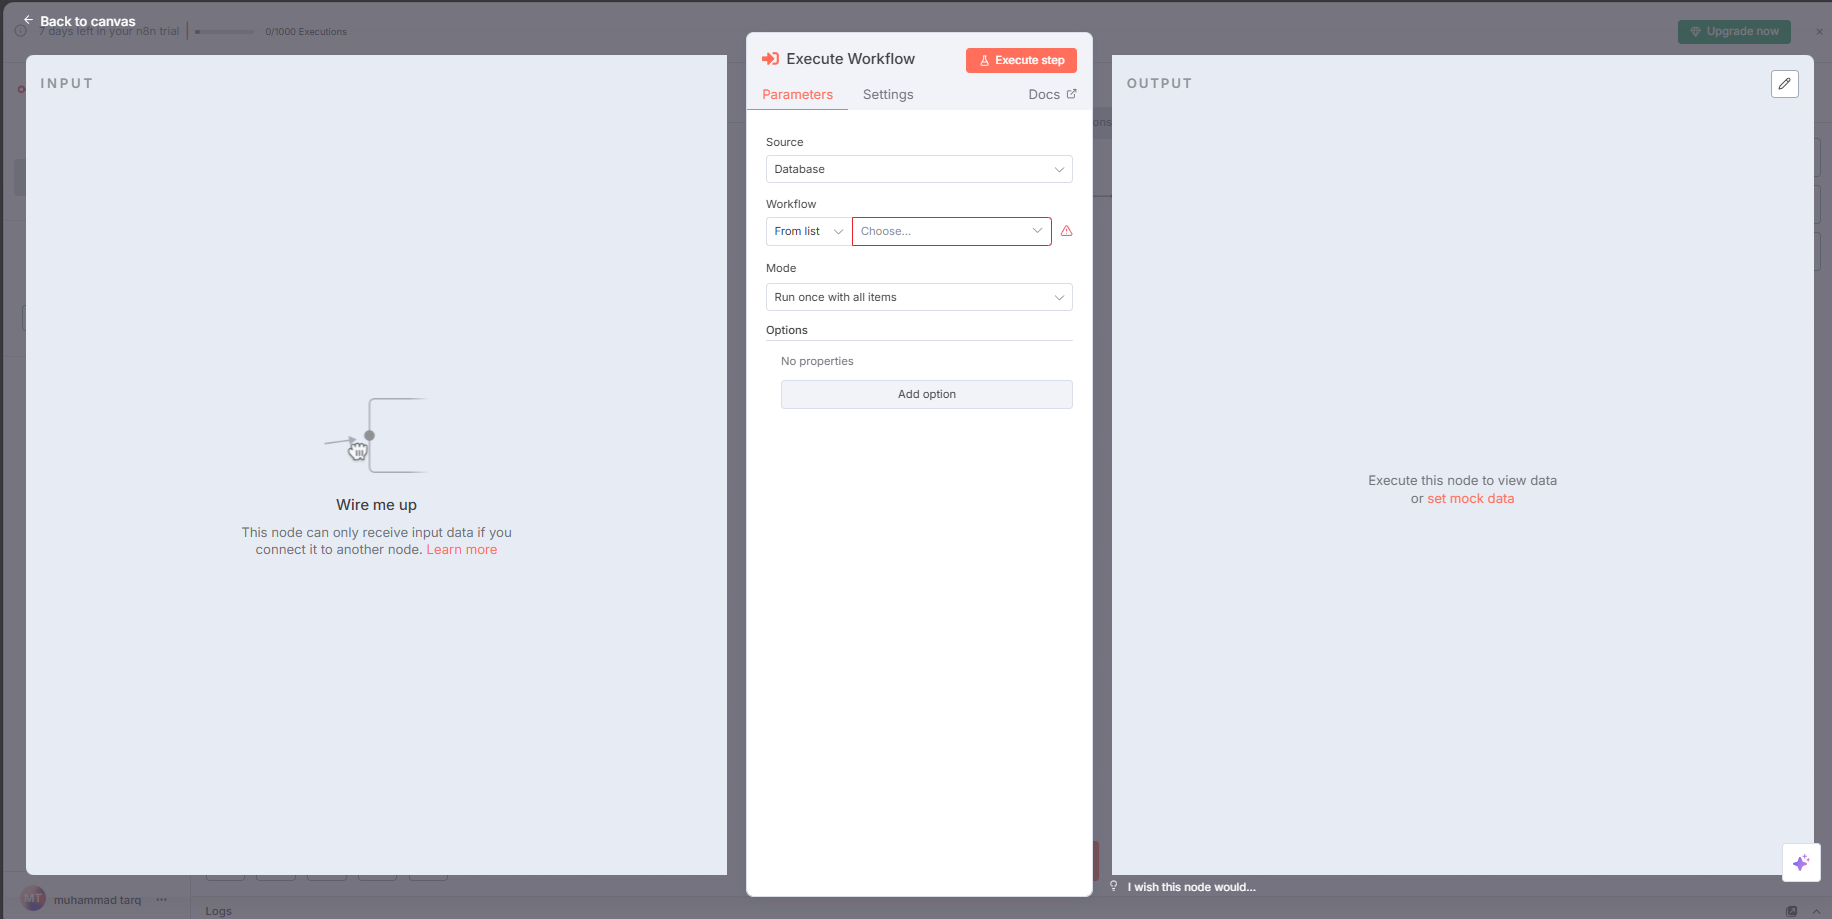 Back to canvas
7 days left in your n8n trial
0/1000 Executions
Upgrade now
INPUT
Wire me up
This node can only receive input data if you
connect it to another node. Learn more
Execute Workflow
Execute step
Parameters
Settings
Docs
Source
Database
Workflow
From list
Choose...
Mode
Run once with all items
Options
No properties
Add option
OUTPUT
Execute this node to view data
or set mock data
I wish this node would...
MT
muhammad tarq
Logs